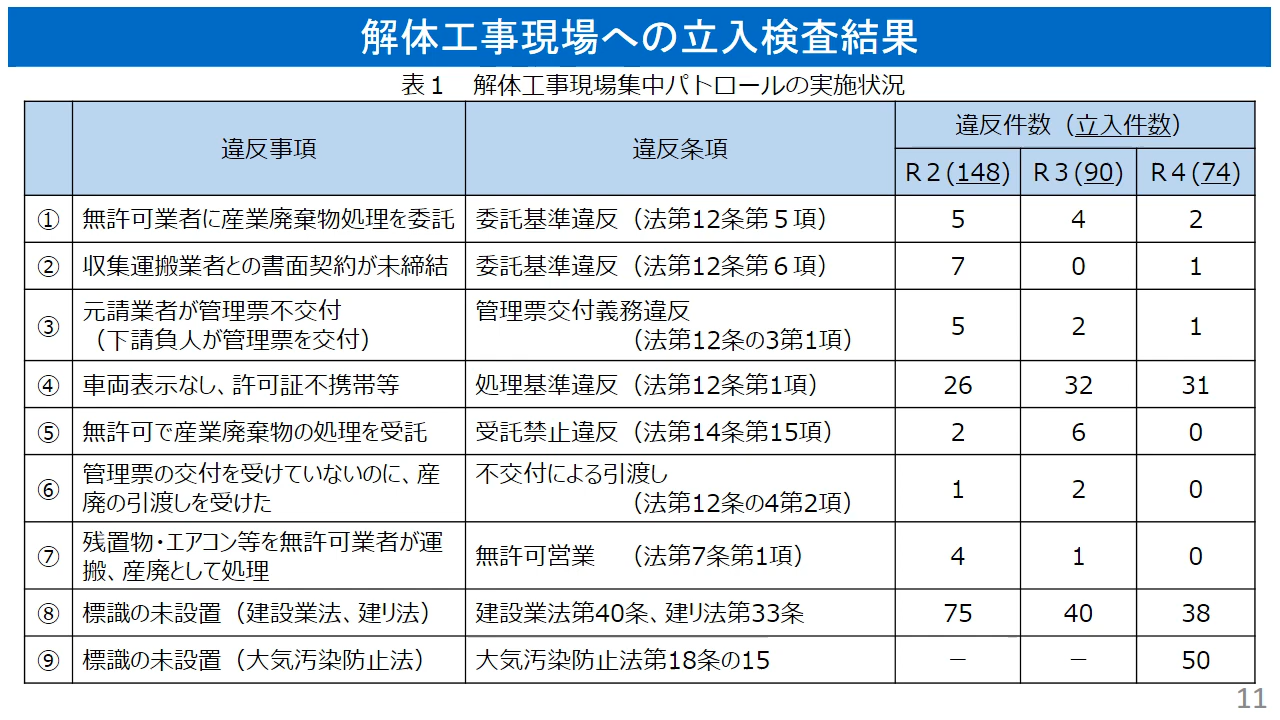 解体工事現場への立入検査結果
表1 解体工事現場集中パトロールの実施状況
違反事項 違反条項 違反件数（立入件数）
R2(148) R3(90) R4(74)
① 無許可業者に産業廃棄物処理を委託 委託基準違反（法第12条第５項） 5 4 2
② 収集運搬業者との書面契約が未締結 委託基準違反（法第12条第６項） 7 0 1
③ 元請業者が管理票不交付
（下請負人が管理票を交付） 管理票交付義務違反
（法第12条の3第1項） 5 2 1
④ 車両表示なし、許可証不携帯等 処理基準違反（法第12条第1項） 26 32 31
⑤ 無許可で産業廃棄物の処理を受託 受託禁止違反（法第14条第15項） 2 6 0
⑥ 管理票の交付を受けていないのに、産
廃の引渡しを受けた 不交付による引渡し
（法第12条の4第2項） 1 2 0
⑦ 残置物・エアコン等を無許可業者が運
搬、産廃として処理 無許可営業 （法第7条第1項） 4 1 0
⑧ 標識の未設置（建設業法、建リ法） 建設業法第40条、建リ法第33条 75 40 38
⑨ 標識の未設置（大気汚染防止法） 大気汚染防止法第18条の15 － － 50
11